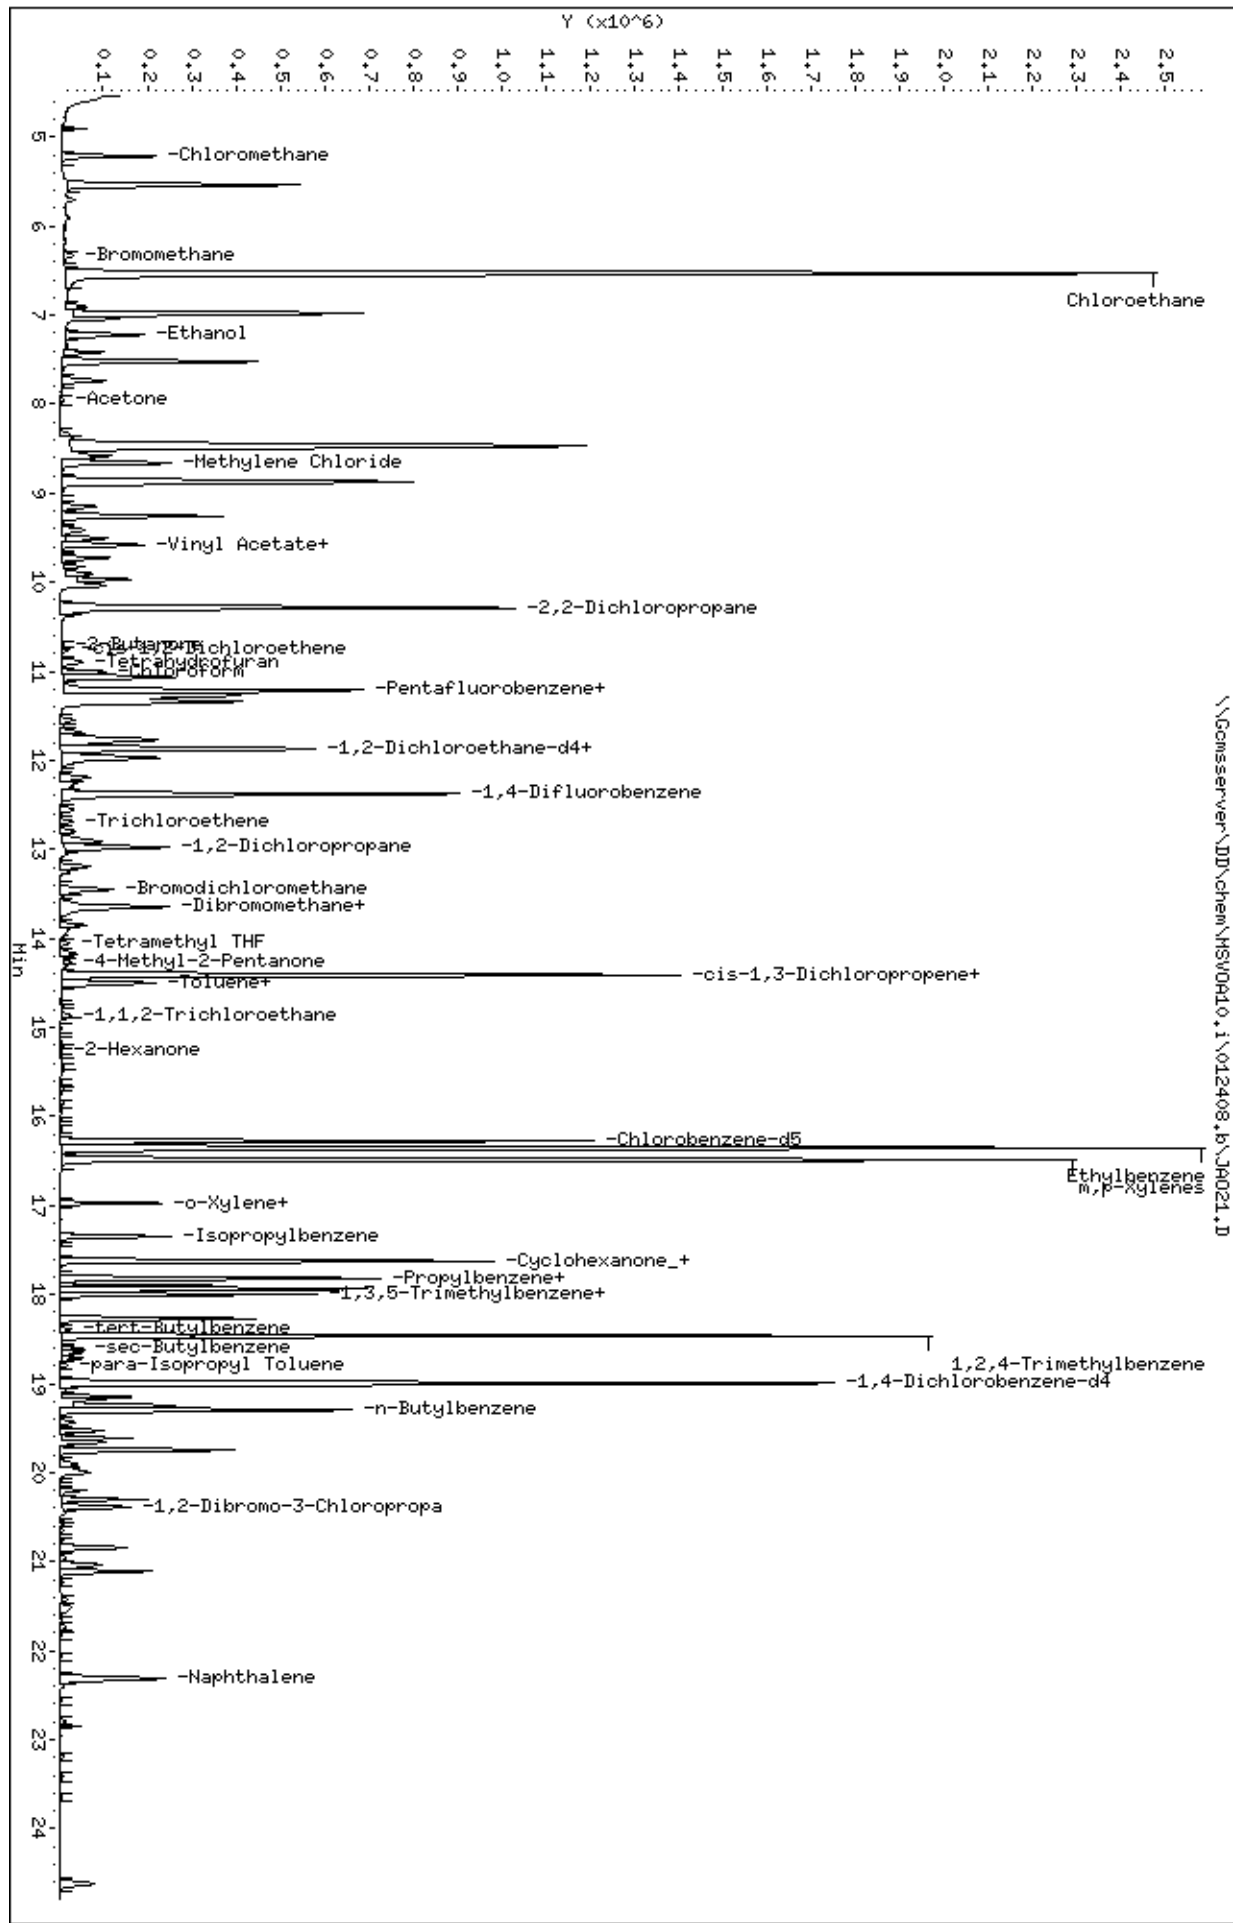 Y (x10^6)
0.1
0.2
0.3
0.4
0.5
0.6
0.7
0.8
0.9
1.0
1.1
1.2
1.3
1.4
1.5
1.6
1.7
1.8
1.9
2.0
2.1
2.2
2.3
2.4
2.5
\\Gcmsserver\DD\chem\MSVOA10.i\012408.b\JAO21.D
5
-Chloromethane
6
-Bromomethane
Chloroethane
7
-Ethanol
8
-Acetone
-Methylene Chloride
9
-Vinyl Acetate+
10
-2,2-Dichloropropane
-2-Butanone
-cis-1,2-Dichloroethene
-Tetrahydrofuran
11
-Chloroform
-Pentafluorobenzene+
-1,2-Dichloroethane-d4+
12
-1,4-Difluorobenzene
-Trichloroethene
13
-1,2-Dichloropropane
-Bromodichloromethane
-Dibromomethane+
14
-Tetramethyl THF
Min
-4-Methyl-2-Pentanone
-cis-1,3-Dichloropropene+
-Toluene+
-1,1,2-Trichloroethane
15
-2-Hexanone
16
-Chlorobenzene-d5
Ethylbenzene
m,p-Xylenes
17
-o-Xylene+
-Isopropylbenzene
-Cyclohexanone_+
-Propylbenzene+
18
-1,3,5-Trimethylbenzene+
-tert-Butylbenzene
-sec-Butylbenzene
-para-Isopropyl Toluene
1,2,4-Trimethylbenzene
19
-1,4-Dichlorobenzene-d4
-n-Butylbenzene
20
-1,2-Dibromo-3-Chloropropa
21
22
-Naphthalene
23
24